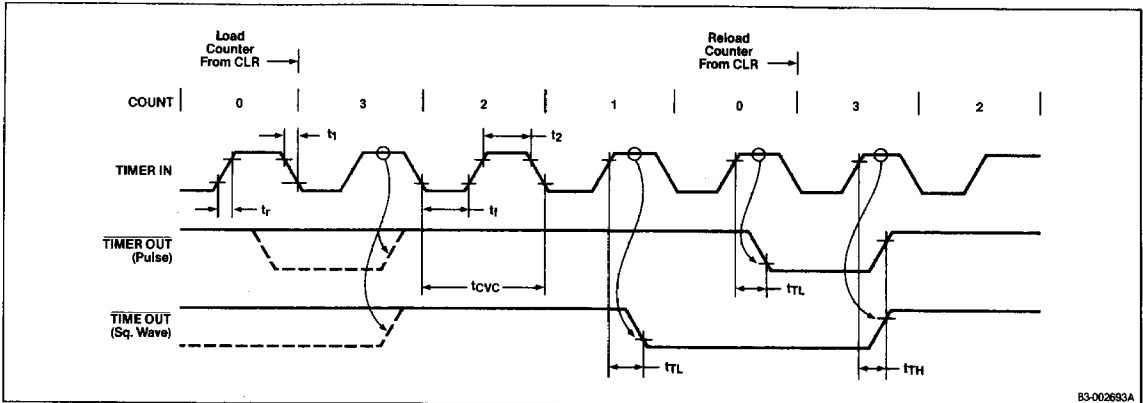 Load
Counter
From CLR
Reload
Counter
From CLR
COUNT 0 3 2 1 0 3 2
t1
t2
TIMER IN
tr
tf
TIMER OUT
(Pulse)
tCYC
tTL
TIME OUT
(Sq. Wave)
tTL
tTH
83-002693A